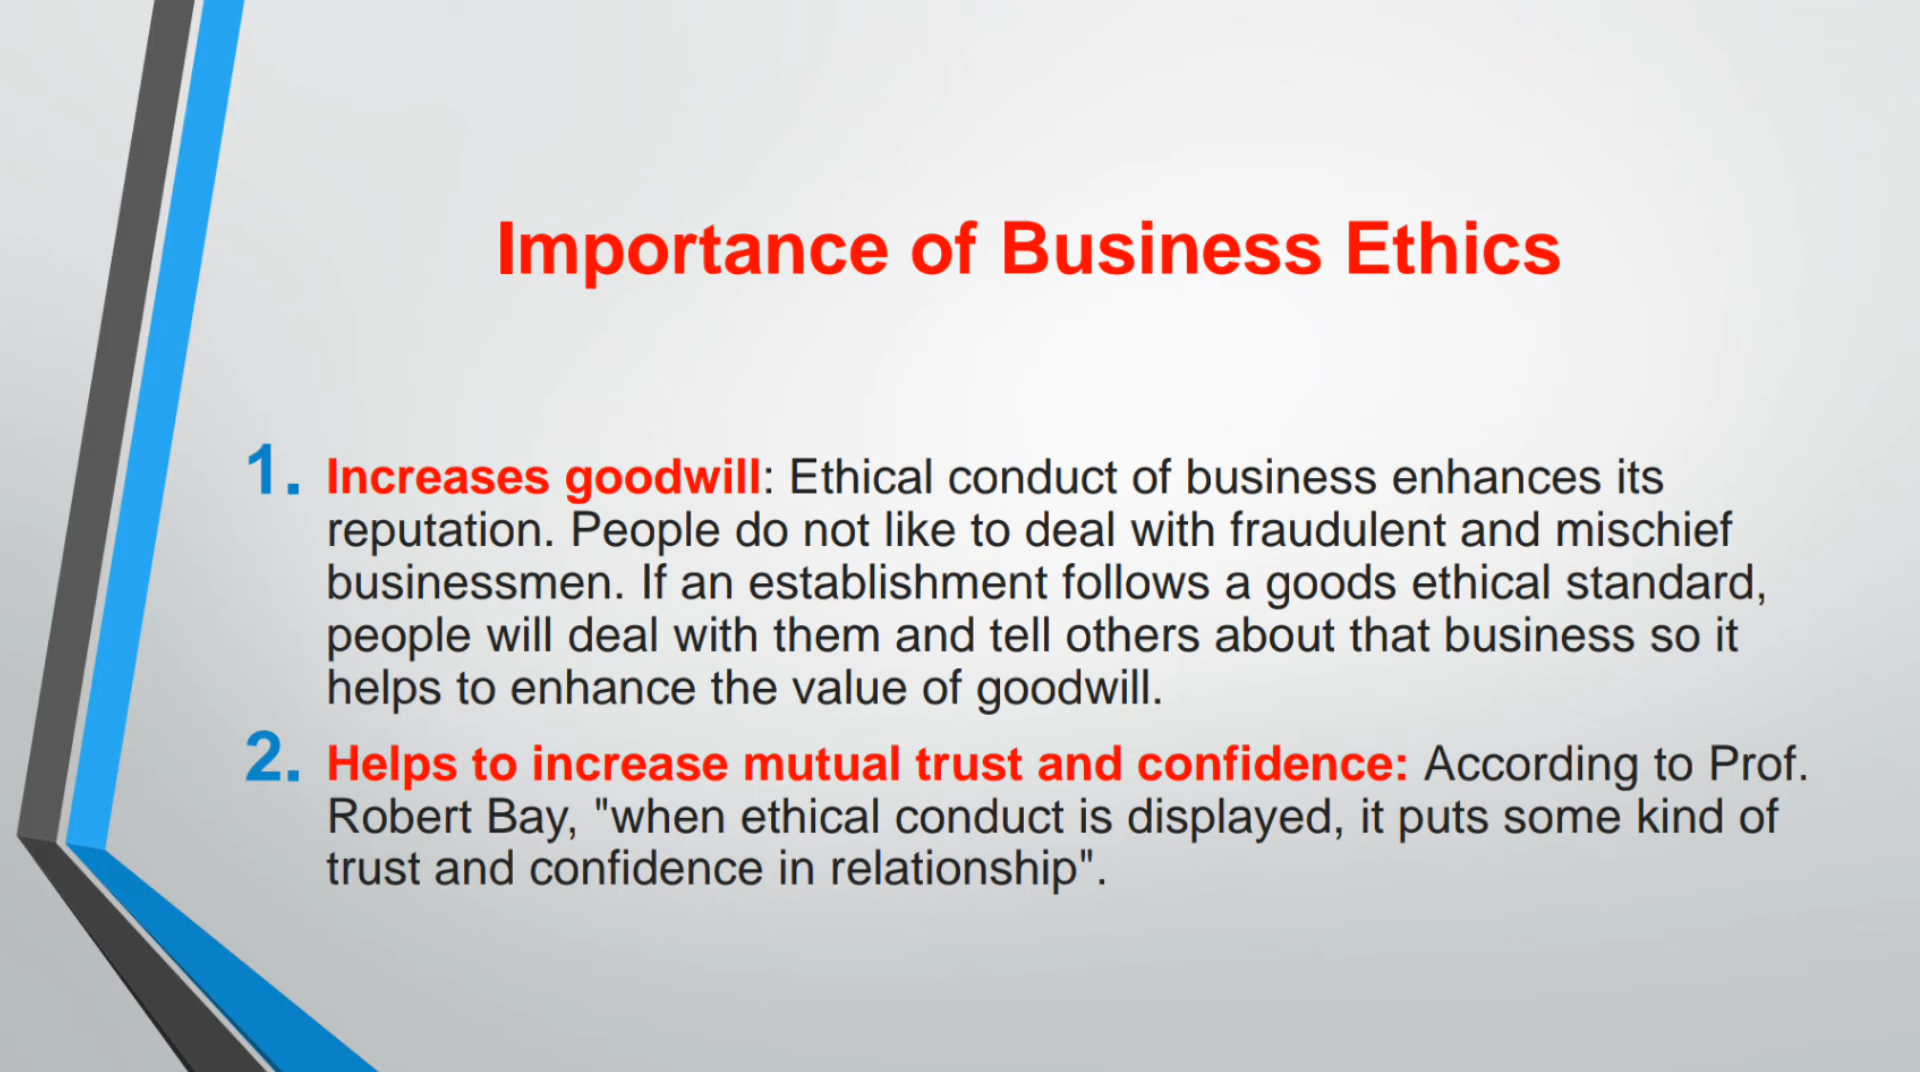 Importance of Business Ethics
1. Increases goodwill: Ethical conduct of business enhances its
reputation. People do not like to deal with fraudulent and mischief
businessmen. If an establishment follows a goods ethical standard,
people will deal with them and tell others about that business so it
helps to enhance the value of goodwill.
2. Helps to increase mutual trust and confidence: According to Prof.
Robert Bay, "when ethical conduct is displayed, it puts some kind of
trust and confidence in relationship".